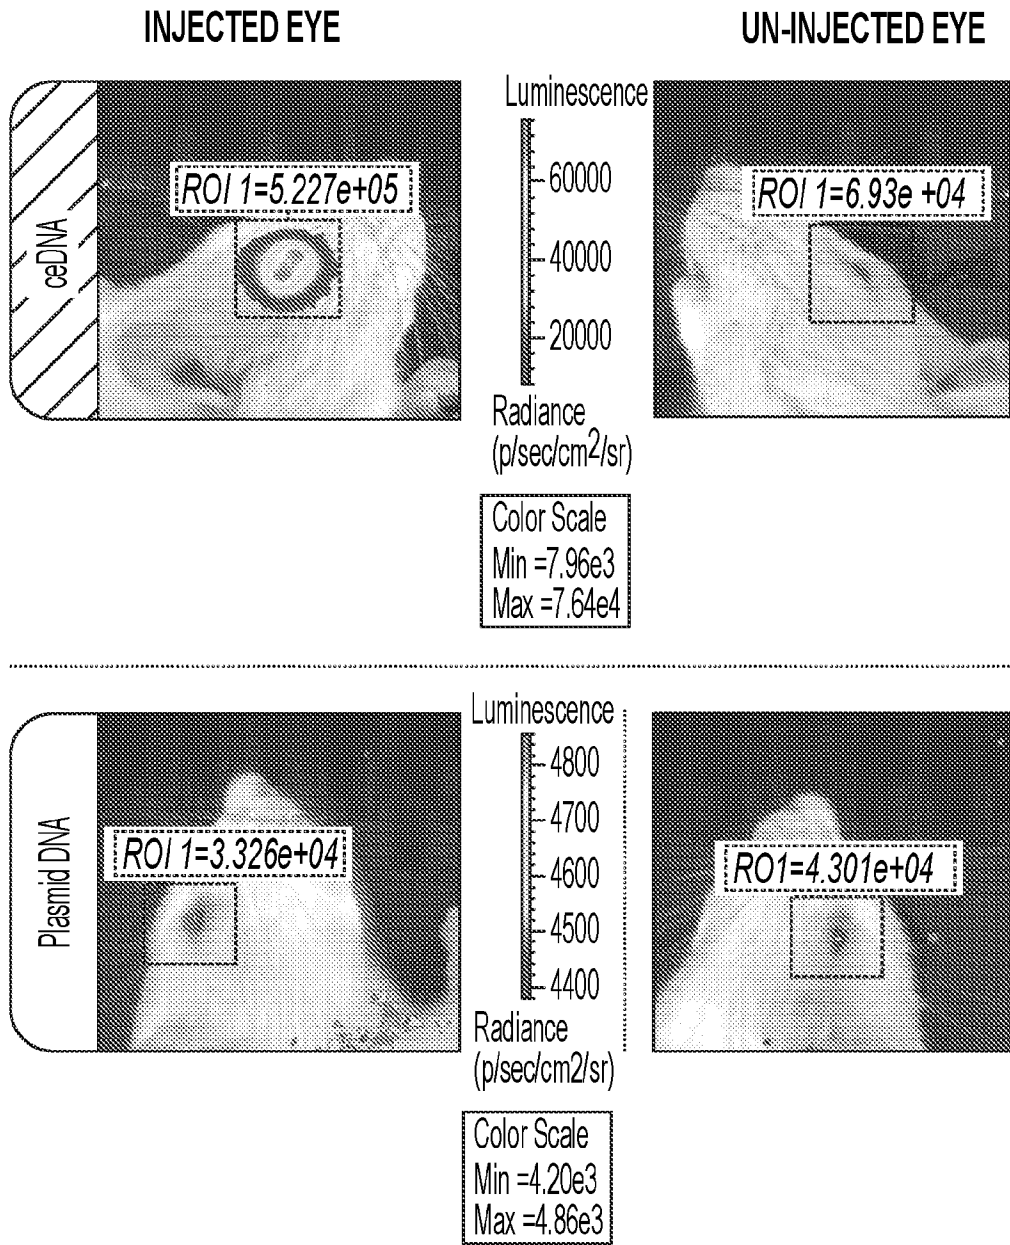 INJECTED EYE
UN-INJECTED EYE
ceDNA
ROI 1=5.227e+05
Luminescence
60000
40000
20000
Radiance
(p/sec/cm2/sr)
ROI 1=6.93e +04
Color Scale
Min =7.96e3
Max =7.64e4
Plasmid DNA
ROI 1=3.326e+04
Luminescence
4800
4700
4600
4500
4400
Radiance
(p/sec/cm2/sr)
RO1=4.301e+04
Color Scale
Min =4.20e3
Max =4.86e3